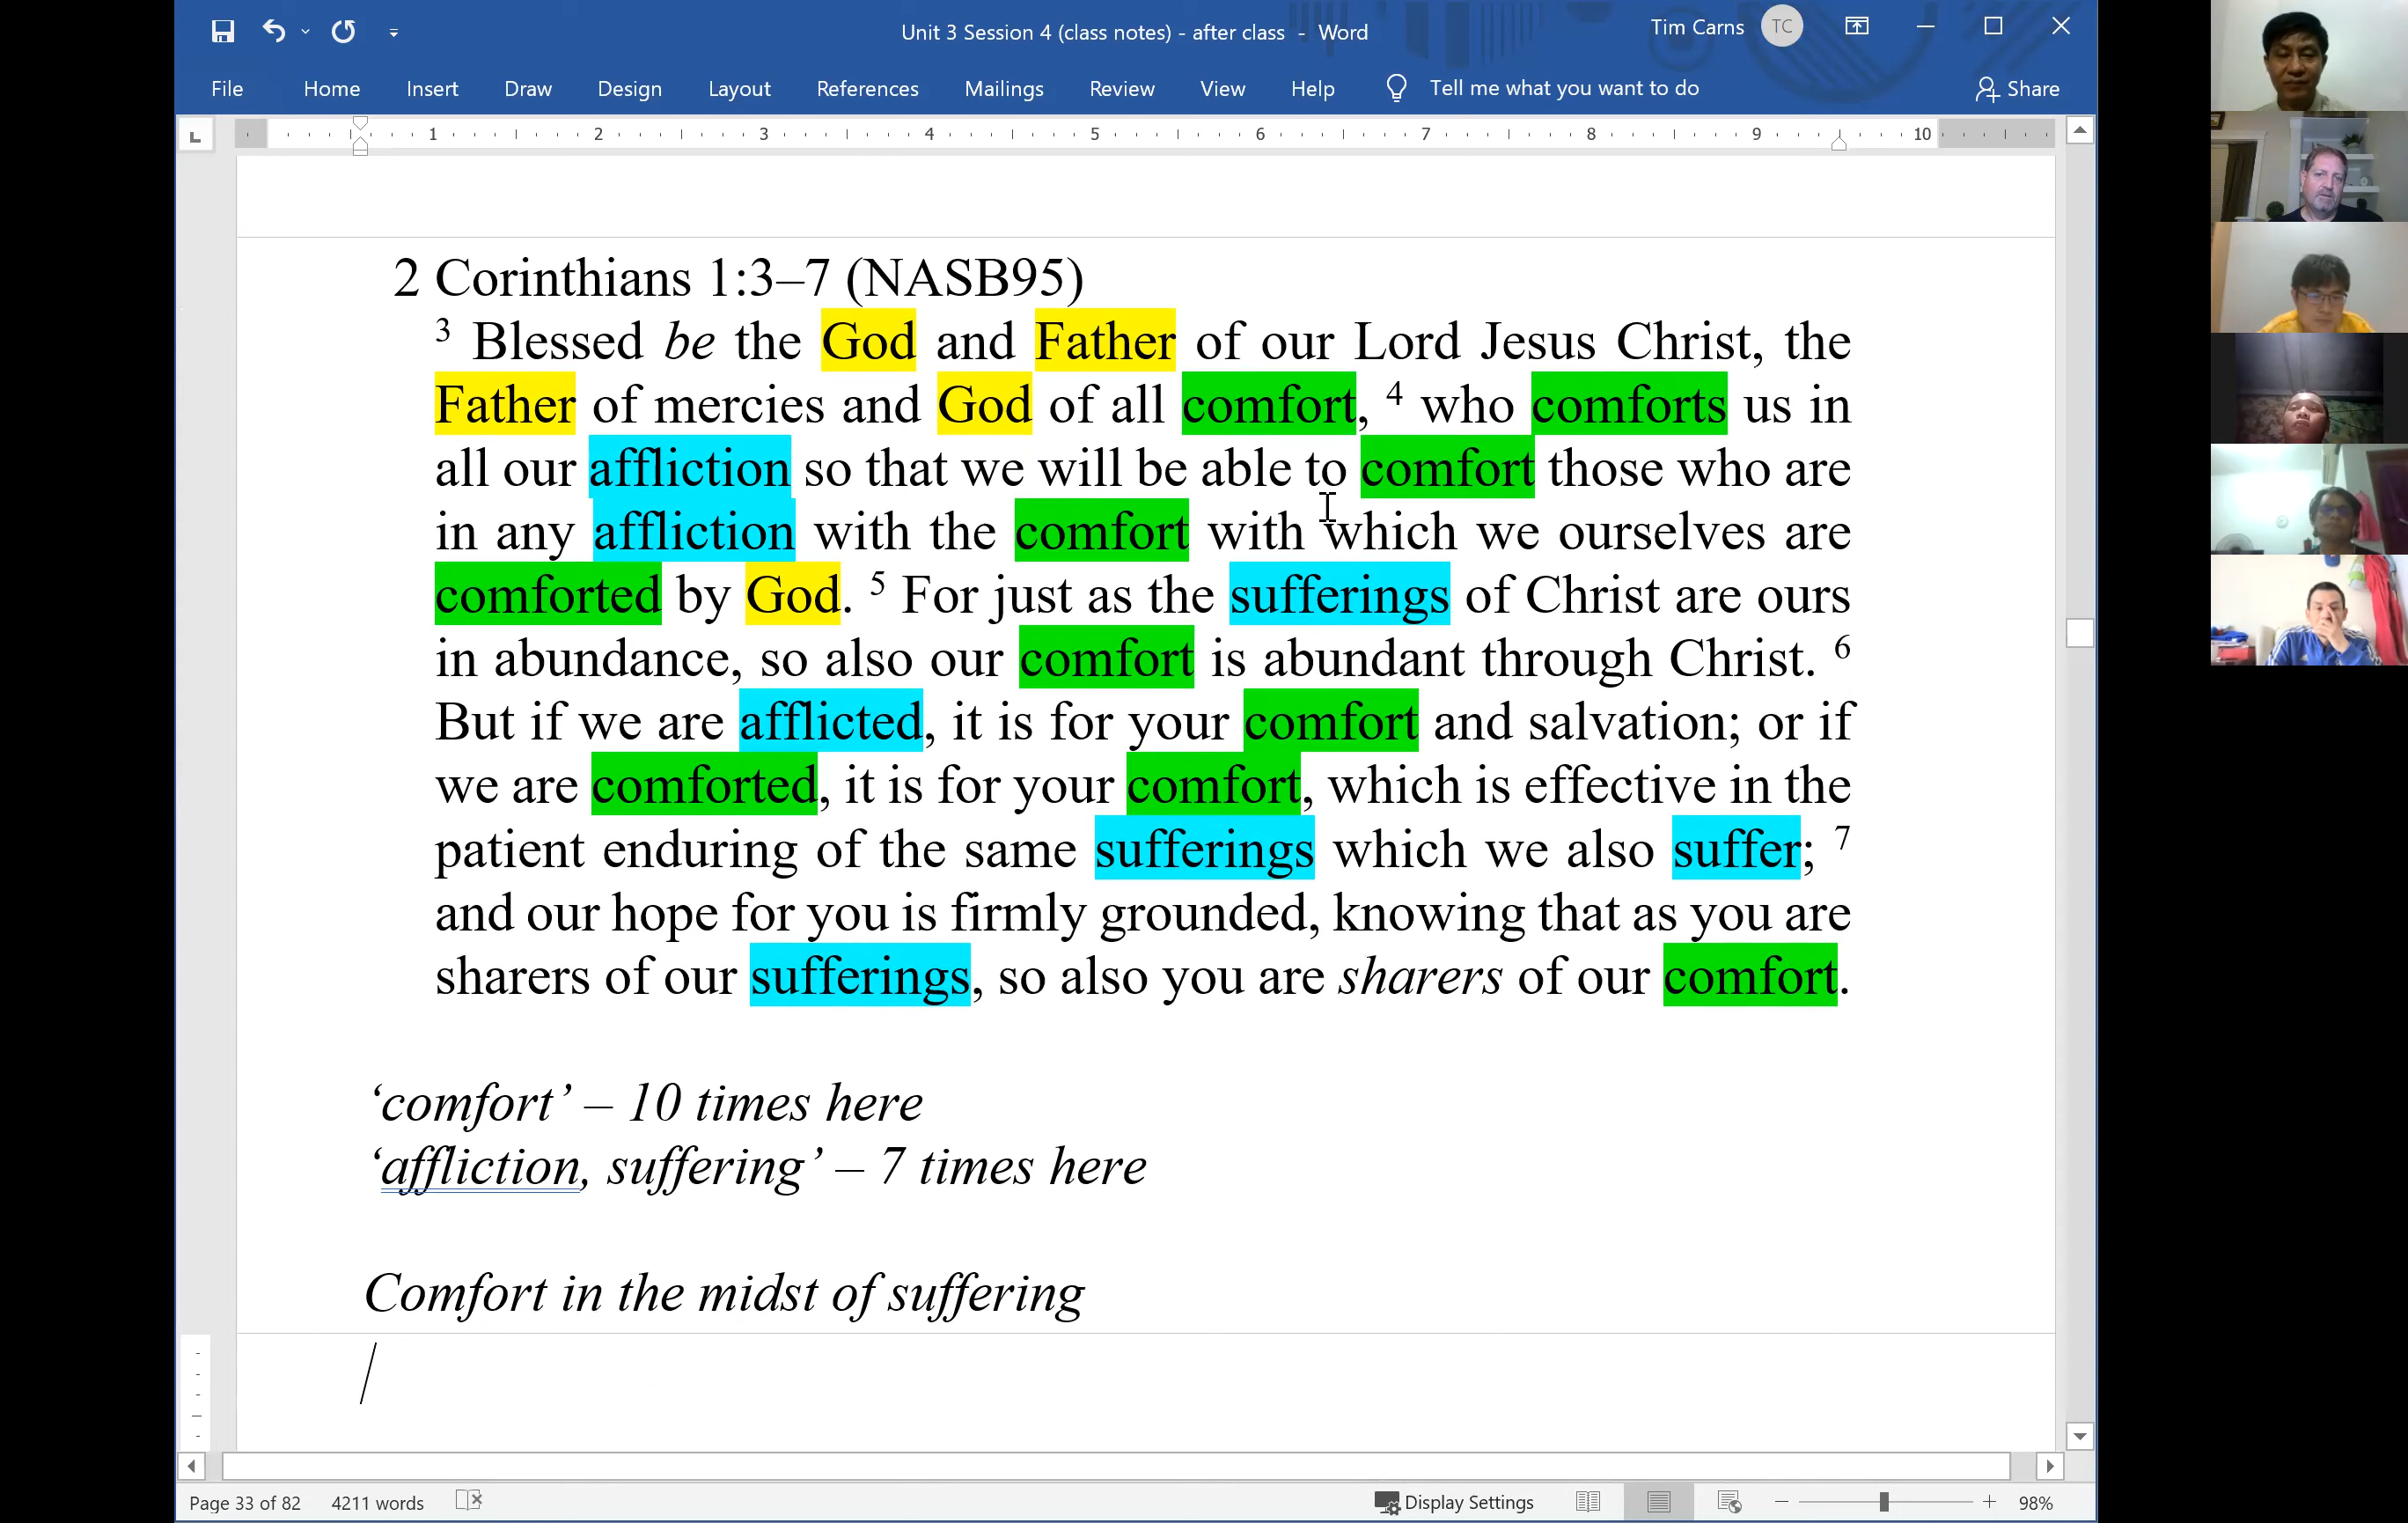 Unit 3 Session 4 (class notes) - after class - Word
Tim Carns TC
File Home Insert Draw Design Layout References Mailings Review View Help Tell me what you want to do Share
1 2 3 4 5 6 7 8 9 10
2 Corinthians 1:3–7 (NASB95)
3 Blessed be the God and Father of our Lord Jesus Christ, the
Father of mercies and God of all comfort, 4 who comforts us in
all our affliction so that we will be able to comfort those who are
in any affliction with the comfort with which we ourselves are
comforted by God. 5 For just as the sufferings of Christ are ours
in abundance, so also our comfort is abundant through Christ. 6
But if we are afflicted, it is for your comfort and salvation; or if
we are comforted, it is for your comfort, which is effective in the
patient enduring of the same sufferings which we also suffer; 7
and our hope for you is firmly grounded, knowing that as you are
sharers of our sufferings, so also you are sharers of our comfort.
‘comfort’ – 10 times here
‘affliction, suffering’ – 7 times here
Comfort in the midst of suffering
Page 33 of 82 4211 words Display Settings 98%